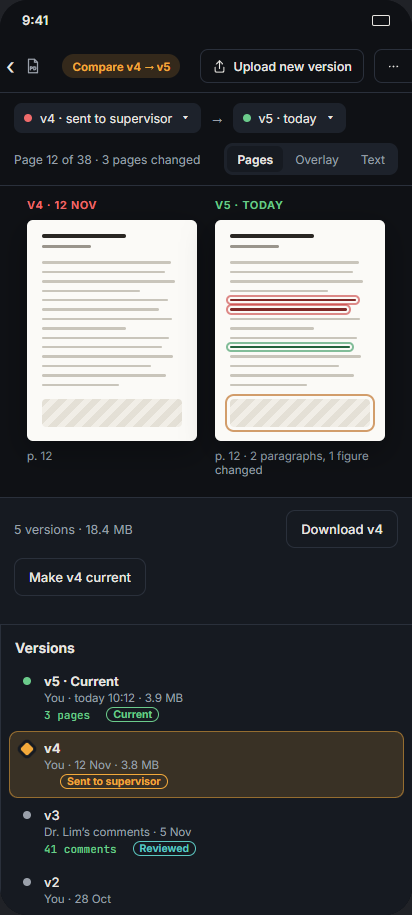 9:41
Compare v4 → v5
Upload new version
...
v4 · sent to supervisor
→
v5 · today
Page 12 of 38 · 3 pages changed
Pages
Overlay
Text
V4 · 12 NOV
V5 · TODAY
p. 12
p. 12 · 2 paragraphs, 1 figure
changed
5 versions · 18.4 MB
Download v4
Make v4 current
Versions
v5 · Current
You · today 10:12 · 3.9 MB
3 pages
Current
v4
You · 12 Nov · 3.8 MB
Sent to supervisor
v3
Dr. Lim's comments · 5 Nov
41 comments
Reviewed
v2
You · 28 Oct